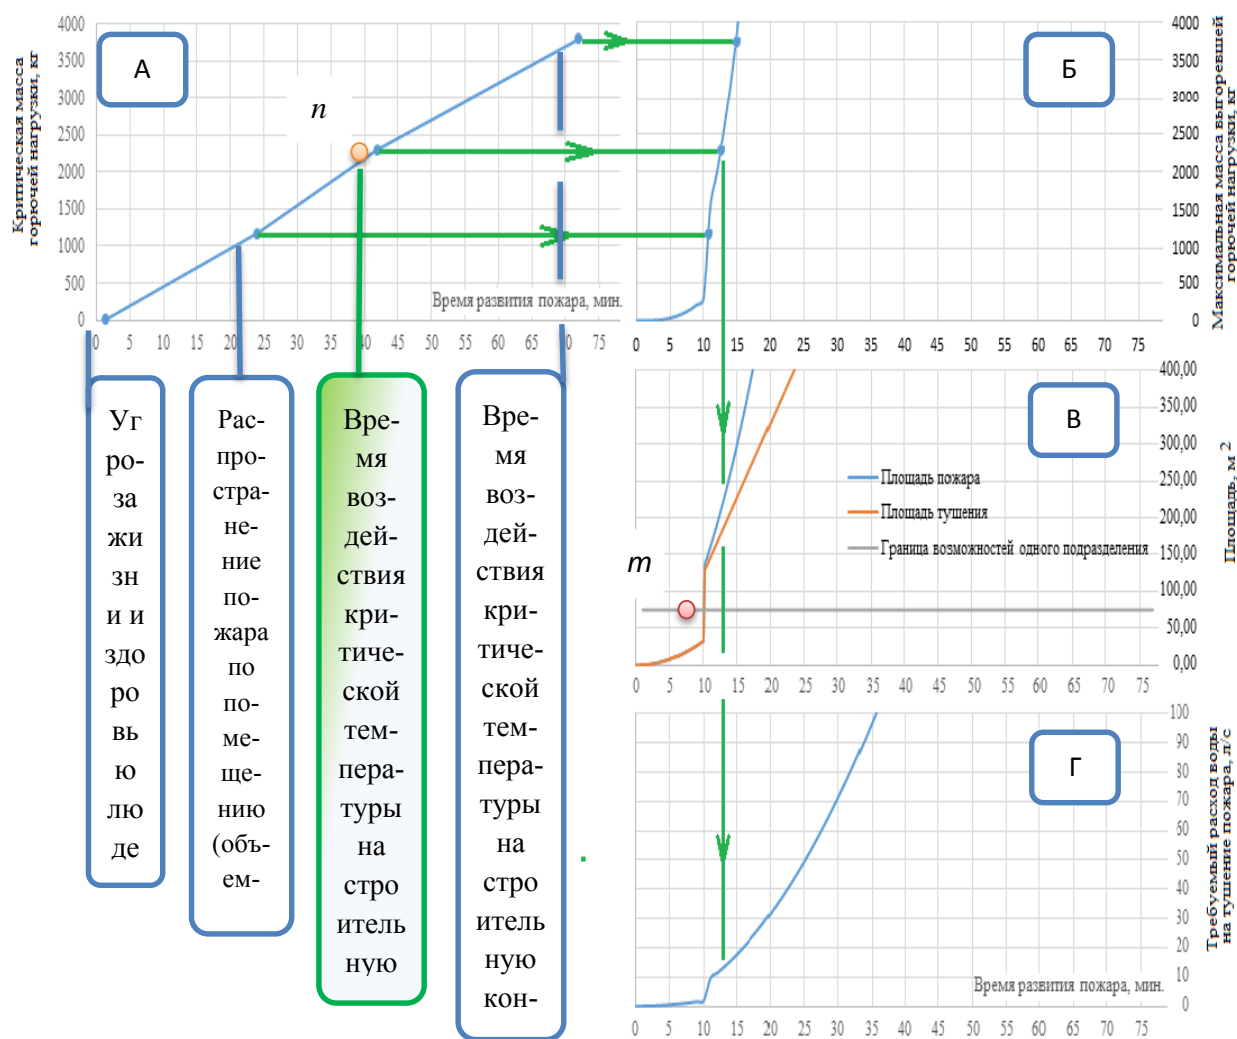 Критическая масса
горючей нагрузки, кг
4000
3500
3000
2500
2000
1500
1000
500
0
А
n
Время развития пожара, мин.
0 5 10 15 20 25 30 35 40 45 50 55 60 65 70 75
Б
4000
3500
3000
2500
2000
1500
1000
500
0
Максимальная масса выгоревшей
горючей нагрузки, кг
0 5 10 15 20 25 30 35 40 45 50 55 60 65 70 75
Уг
ро-
за
жи
зн
и и
здо
ро
вь
ю
лю
де
Рас-
про-
стра-
не-
ние
по-
жара
по
по-
ме-
ще-
нию
(объ-
ем-
Вре-
мя
воз-
дей-
ствия
кри-
тиче-
ской
тем-
пера-
туры
на
стро
итель
ную
Вре-
мя
воз-
дей-
ствия
кри-
тиче-
ской
тем-
пера-
туры
на
стро
итель
ную
кон-
В
400,00
350,00
300,00
250,00
200,00
150,00
100,00
50,00
0,00
Площадь, м 2
Площадь пожара
Площадь тушения
Граница возможностей одного подразделения
m
0 5 10 15 20 25 30 35 40 45 50 55 60 65 70 75
Г
100
90
80
70
60
50
40
30
20
10
0
Требуемый расход воды
на тушение пожара, л/с
Время развития пожара, мин.
0 5 10 15 20 25 30 35 40 45 50 55 60 65 70 75